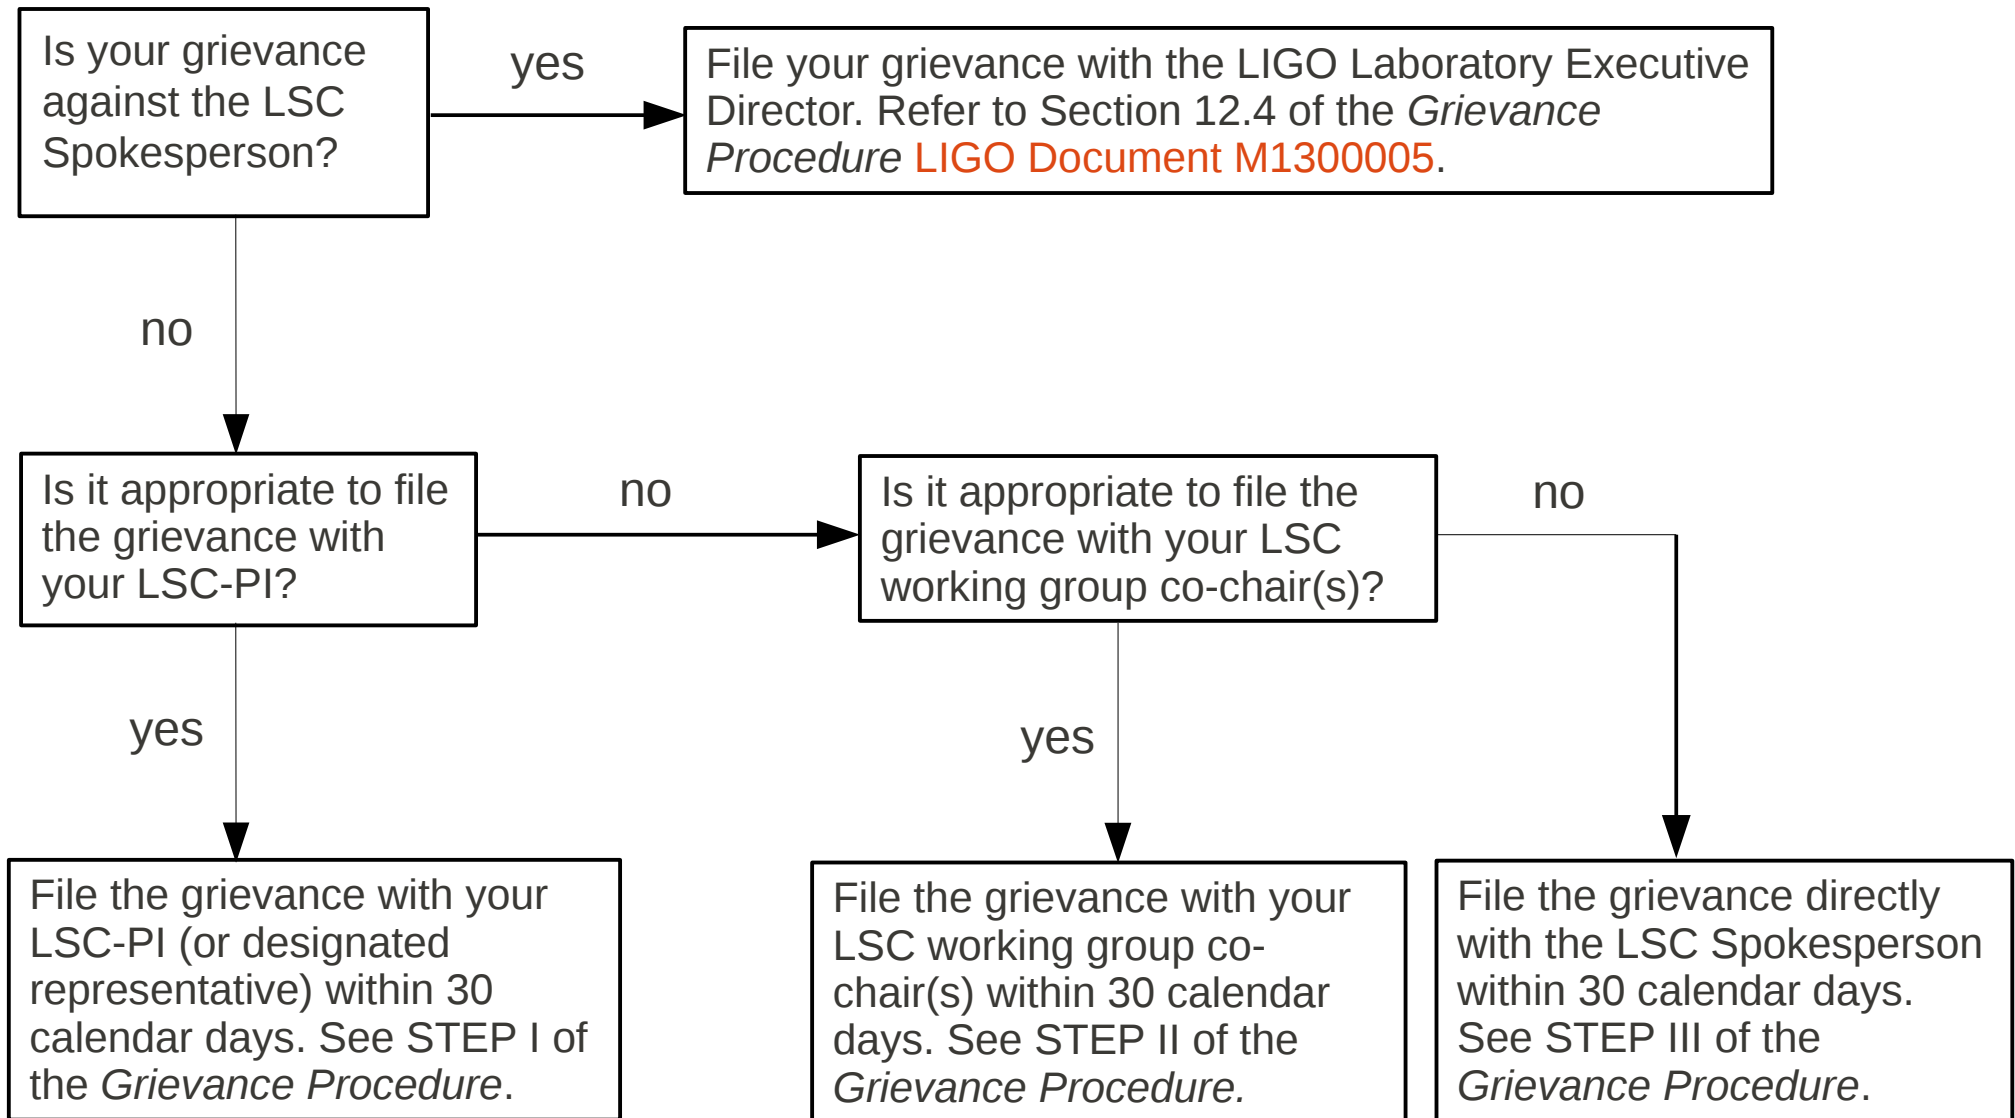 Is your grievance
against the LSC
Spokesperson?
yes
File your grievance with the LIGO Laboratory Executive
Director. Refer to Section 12.4 of the Grievance
Procedure LIGO Document M1300005.
no
Is it appropriate to file
the grievance with
your LSC-PI?
no
Is it appropriate to file the
grievance with your LSC
working group co-chair(s)?
no
yes
yes
File the grievance with your
LSC-PI (or designated
representative) within 30
calendar days. See STEP I of
the Grievance Procedure.
File the grievance with your
LSC working group co-
chair(s) within 30 calendar
days. See STEP II of the
Grievance Procedure.
File the grievance directly
with the LSC Spokesperson
within 30 calendar days.
See STEP III of the
Grievance Procedure.